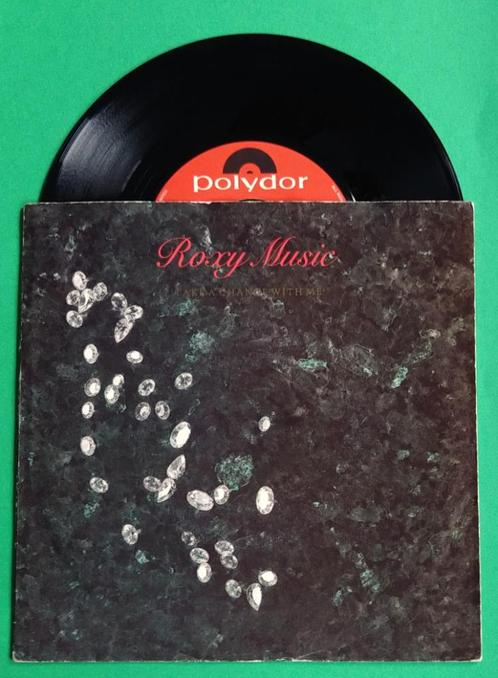 polydor
Roxy Music
TAKE A CHANCE WITH ME